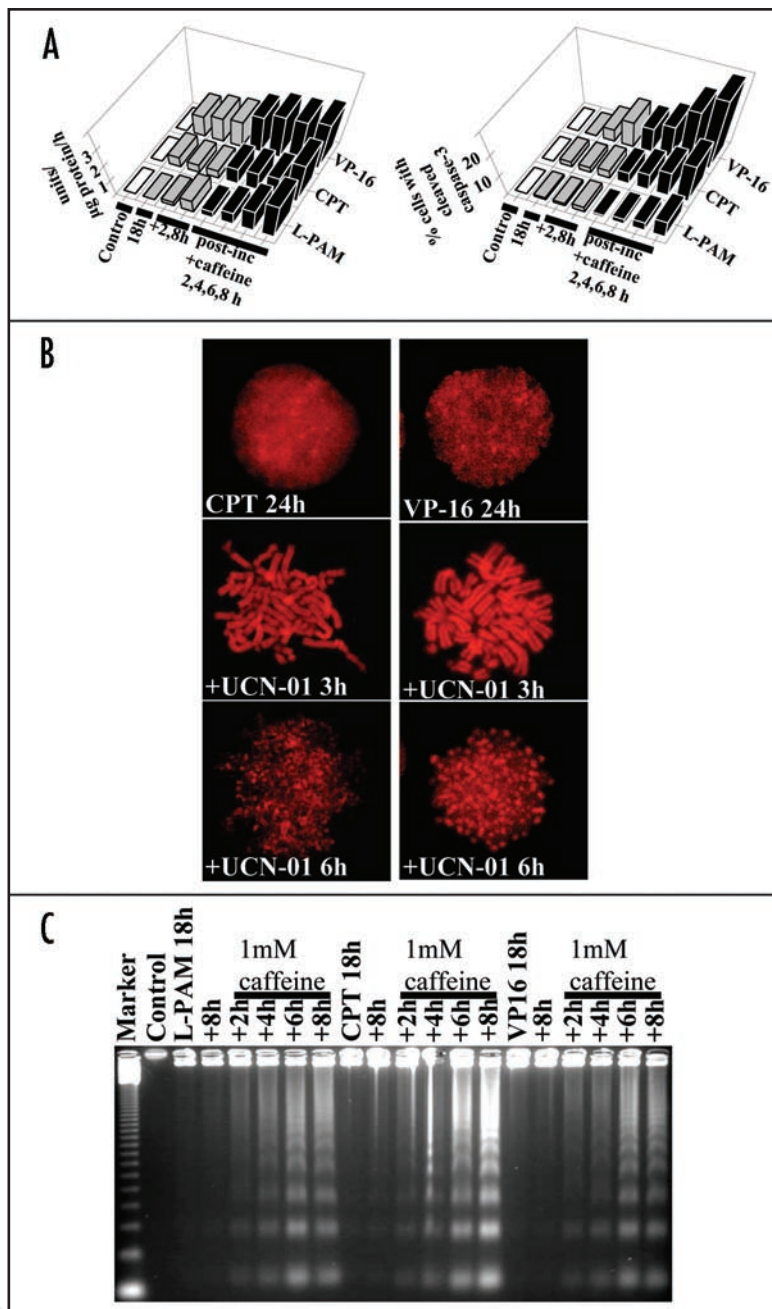 A
units/
µg protein/h
1 2 3
Control
18h
+2,8h
post-inc
+caffeine
2,4,6,8 h
L-PAM
CPT
VP-16
% cells with
cleaved
caspase-3
10
20
Control
18h
+2,8h
post-inc
+caffeine
2,4,6,8 h
L-PAM
CPT
VP-16
B
CPT 24h
VP-16 24h
+UCN-01 3h
+UCN-01 3h
+UCN-01 6h
+UCN-01 6h
C
1mM
caffeine
1mM
caffeine
1mM
caffeine
Marker
Control
L-PAM 18h
+8h
+2h
+4h
+6h
+8h
CPT 18h
+8h
+2h
+4h
+6h
+8h
VP16 18h
+8h
+2h
+4h
+6h
+8h